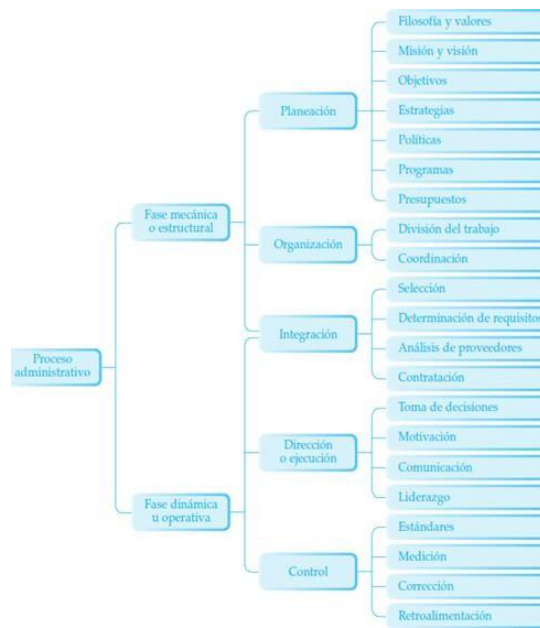 Proceso
administrativo
Fase mecánica
o estructural
Planeación
Filosofía y valores
Misión y visión
Objetivos
Estrategias
Políticas
Programas
Presupuestos
Organización
División del trabajo
Coordinación
Integración
Selección
Determinación de requisitos
Análisis de proveedores
Contratación
Fase dinámica
u operativa
Dirección
o ejecución
Toma de decisiones
Motivación
Comunicación
Liderazgo
Control
Estándares
Medición
Corrección
Retroalimentación